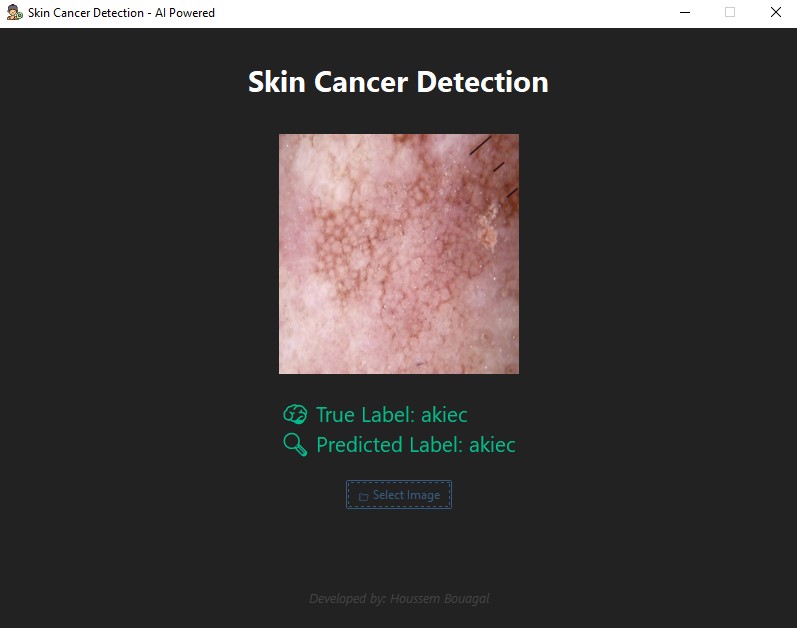 Skin Cancer Detection - AI Powered
Skin Cancer Detection
True Label: akiec
Predicted Label: akiec
Select Image
Developed by: Houssem Bouagal